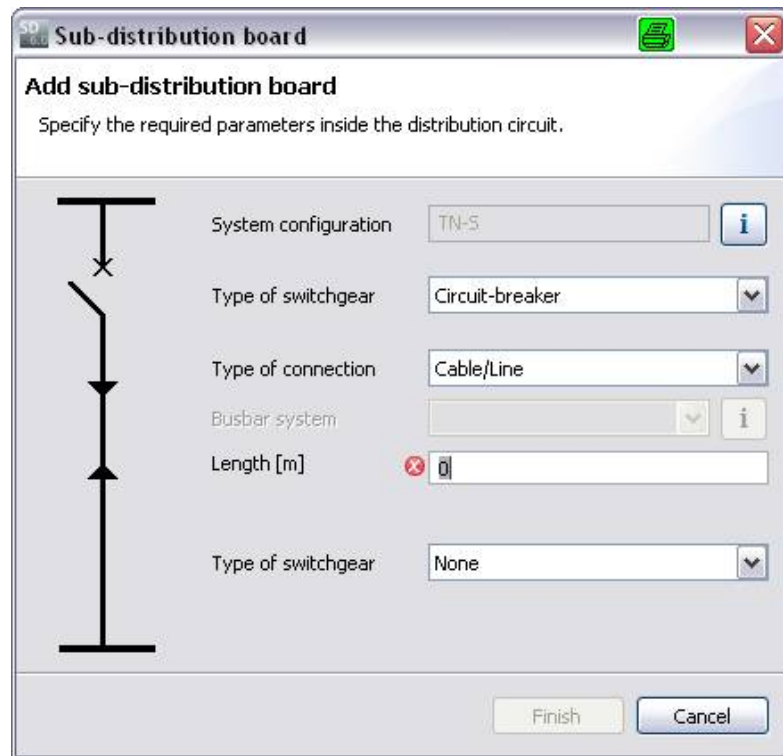 Sub-distribution board
Add sub-distribution board
Specify the required parameters inside the distribution circuit.
System configuration TN-S i
Type of switchgear Circuit-breaker
Type of connection Cable/Line
Busbar system i
Length [m] 0
Type of switchgear None
Finish Cancel